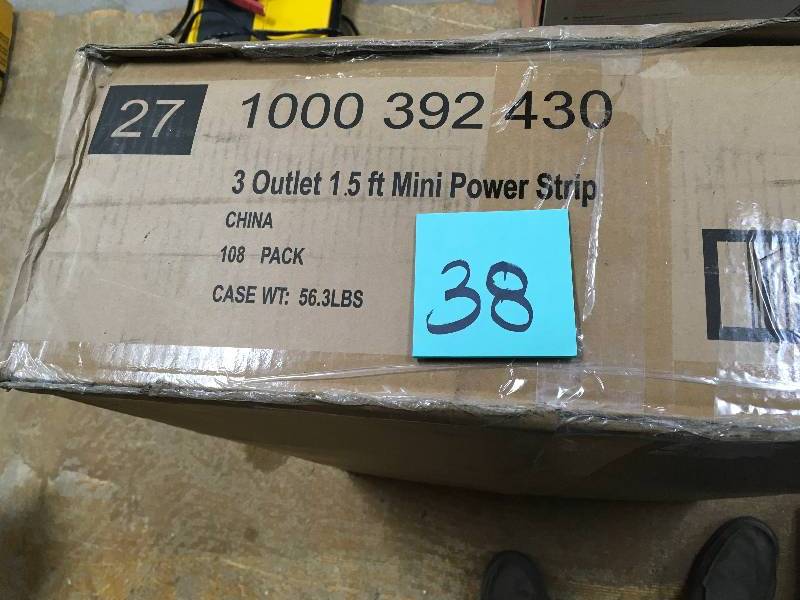 27 1000 392 430
3 Outlet 1.5 ft Mini Power Strip
CHINA
108 PACK
CASE WT: 56.3LBS
38